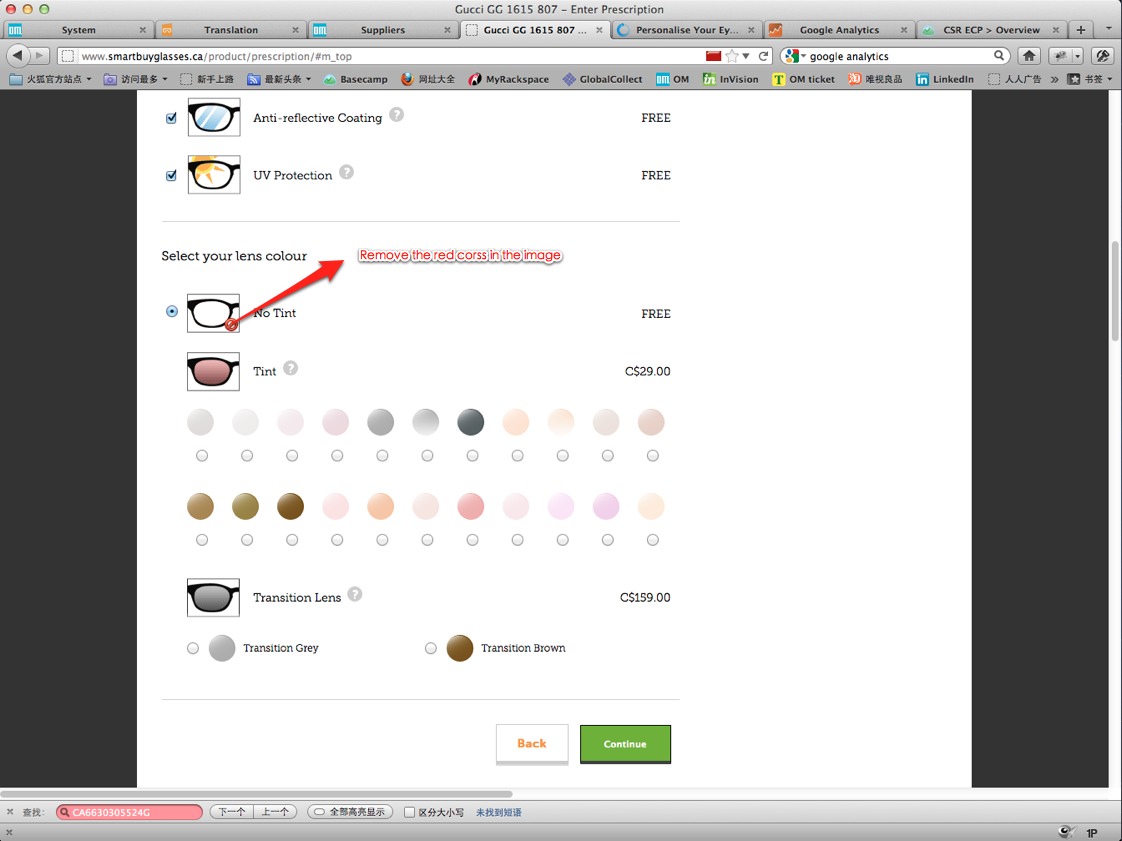 Gucci GG 1615 807 – Enter Prescription
System
Translation
Suppliers
Gucci GG 1615 807 ...
Personalise Your Ey...
Google Analytics
CSR ECP > Overview
www.smartbuyglasses.ca/product/prescription/#m_top
google analytics
火狐官方站点
访问最多
新手上路
最新头条
Basecamp
网址大全
MyRackspace
GlobalCollect
OM
InVision
OM ticket
唯视良品
LinkedIn
人人广告
»
书签
Anti-reflective Coating ?
FREE
UV Protection ?
FREE
Select your lens colour
Remove the red corss in the image
No Tint
FREE
Tint ?
C$29.00
Transition Lens ?
C$159.00
Transition Grey
Transition Brown
Back
Continue
查找:
CA6630305524G
下一个
上一个
全部高亮显示
区分大小写
未找到短语
1P